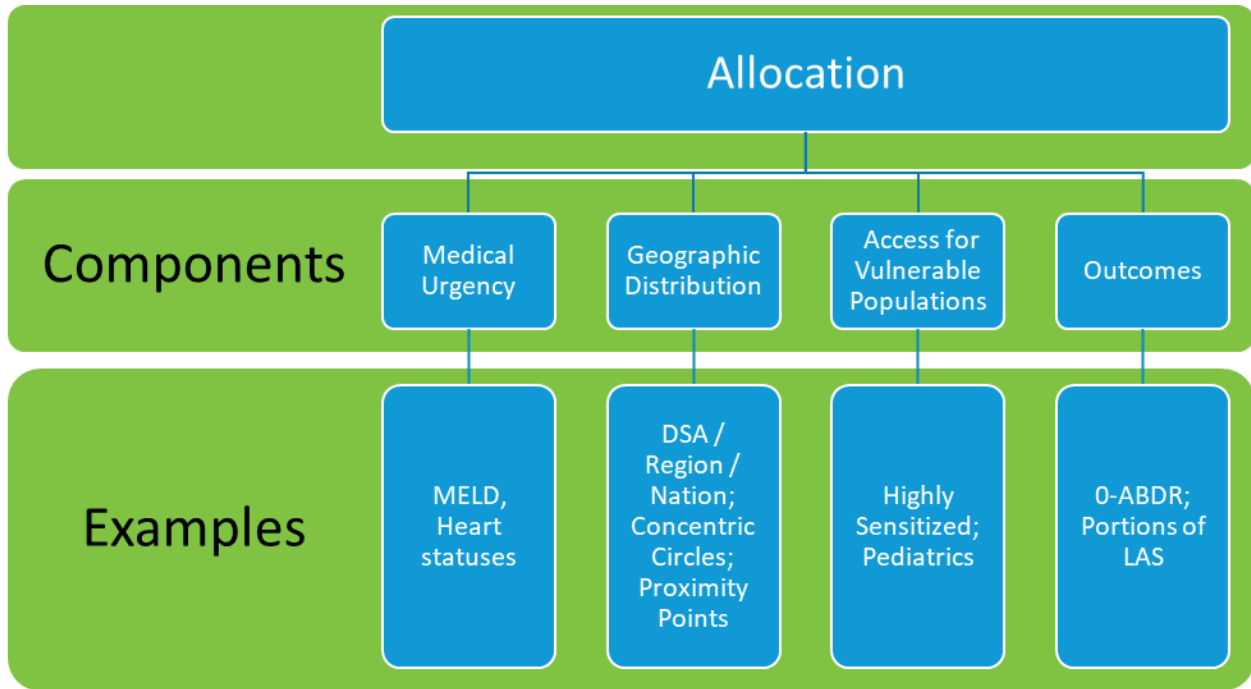 Allocation
Components
Medical
Urgency
Geographic
Distribution
Access for
Vulnerable
Populations
Outcomes
Examples
MELD,
Heart
statuses
DSA /
Region /
Nation;
Concentric
Circles;
Proximity
Points
Highly
Sensitized;
Pediatrics
0-ABDR;
Portions of
LAS